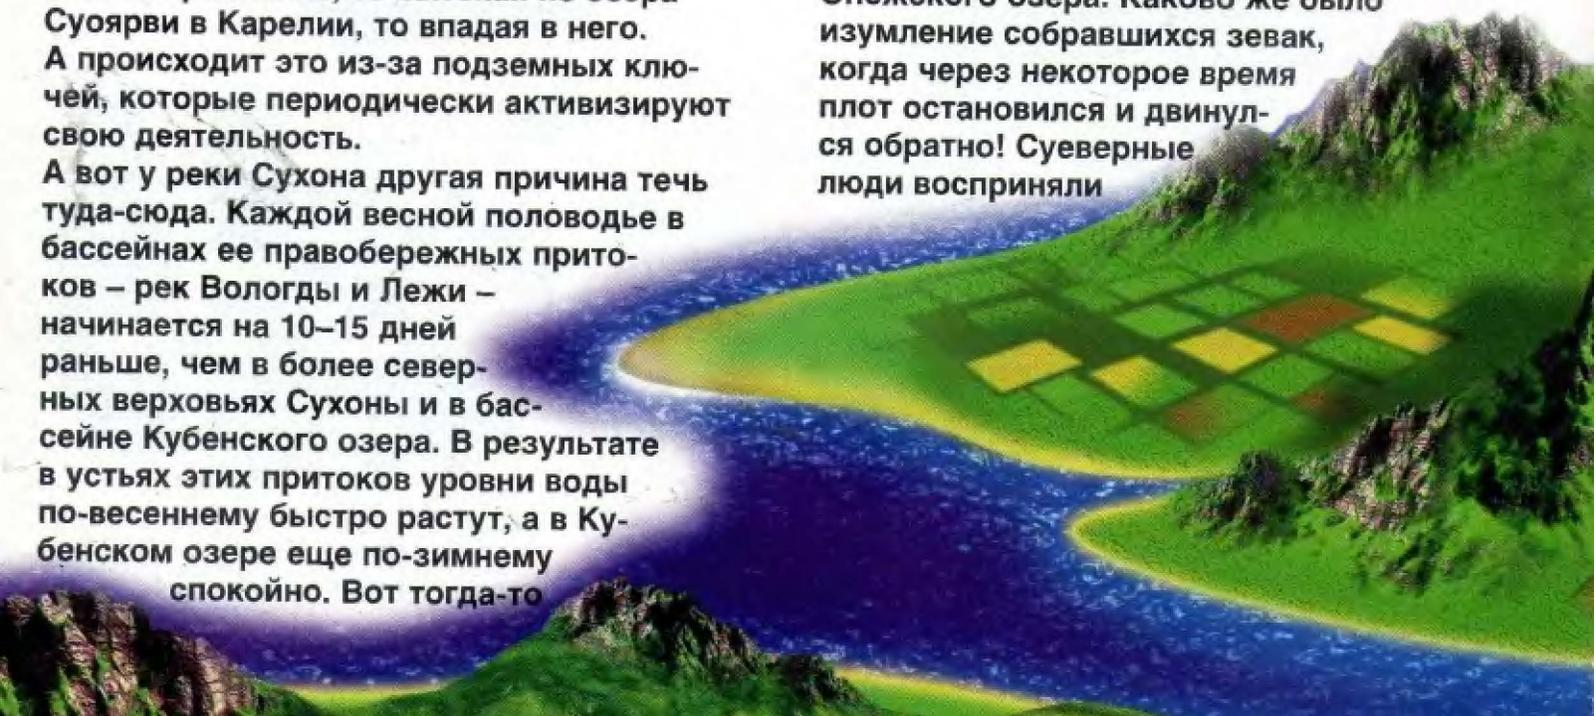 Суоярви в Карелии, то впадая в него.
А происходит это из-за подземных клю-
чей, которые периодически активизируют
свою деятельность.
А вот у реки Сухона другая причина течь
туда-сюда. Каждой весной половодье в
бассейнах ее правобережных прито-
ков – рек Вологды и Лежи –
начинается на 10–15 дней
раньше, чем в более север-
ных верховьях Сухоны и в бас-
сейне Кубенского озера. В результате
в устьях этих притоков уровни воды
по-весеннему быстро растут, а в Ку-
бенском озере еще по-зимнему
спокойно. Вот тогда-то
озера. Каково же было
изумление собравшихся зевак,
когда через некоторое время
плот остановился и двинул-
ся обратно! Суеверные
люди восприняли